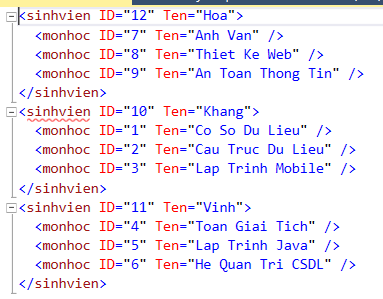 <sinhvien ID="12" Ten="Hoa">
<monhoc ID="7" Ten="Anh Van" />
<monhoc ID="8" Ten="Thiet Ke Web" />
<monhoc ID="9" Ten="An Toan Thong Tin" />
</sinhvien>
<sinhvien ID="10" Ten="Khang">
<monhoc ID="1" Ten="Co So Du Lieu" />
<monhoc ID="2" Ten="Cau Truc Du Lieu" />
<monhoc ID="3" Ten="Lap Trinh Mobile" />
</sinhvien>
<sinhvien ID="11" Ten="Vinh">
<monhoc ID="4" Ten="Toan Giai Tich" />
<monhoc ID="5" Ten="Lap Trinh Java" />
<monhoc ID="6" Ten="He Quan Tri CSDL" />
</sinhvien>